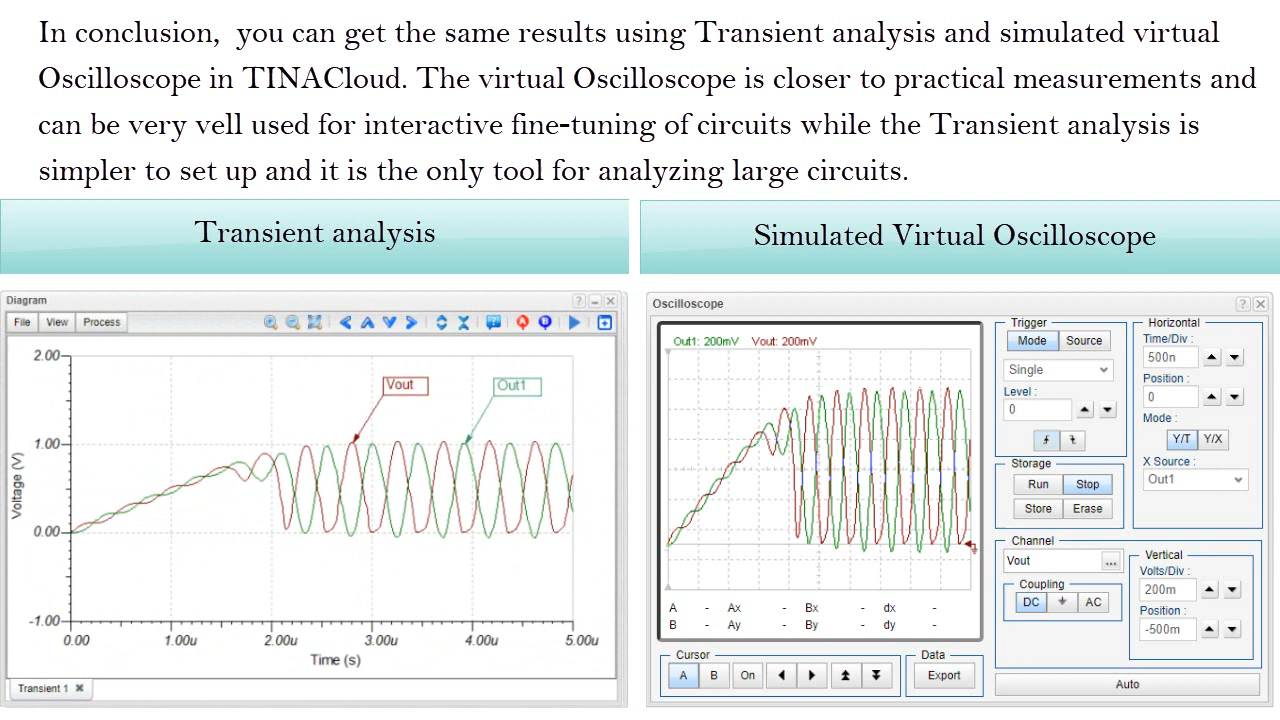 In conclusion,  you can get the same results using Transient analysis and simulated virtual
Oscilloscope in TINACloud. The virtual Oscilloscope is closer to practical measurements and
can be very vell used for interactive fine-tuning of circuits while the Transient analysis is
simpler to set up and it is the only tool for analyzing large circuits.
Transient analysis
Simulated Virtual Oscilloscope
Diagram
File View Process
2.00
1.00
0.00
-1.00
Voltage (V)
Vout
Out1
0.00 1.00u 2.00u 3.00u 4.00u 5.00u
Time (s)
Transient 1
Oscilloscope
Out1: 200mV Vout: 200mV
A - Ax - Bx - dx -
B - Ay - By - dy -
Cursor
A B On
Data
Export
Trigger
Mode Source
Single
Level :
0
Storage
Run Stop
Store Erase
Horizontal
Time/Div :
500n
Position :
0
Mode :
Y/T Y/X
X Source :
Out1
Channel
Vout ...
Coupling
DC AC
Vertical
Volts/Div :
200m
Position :
-500m
Auto